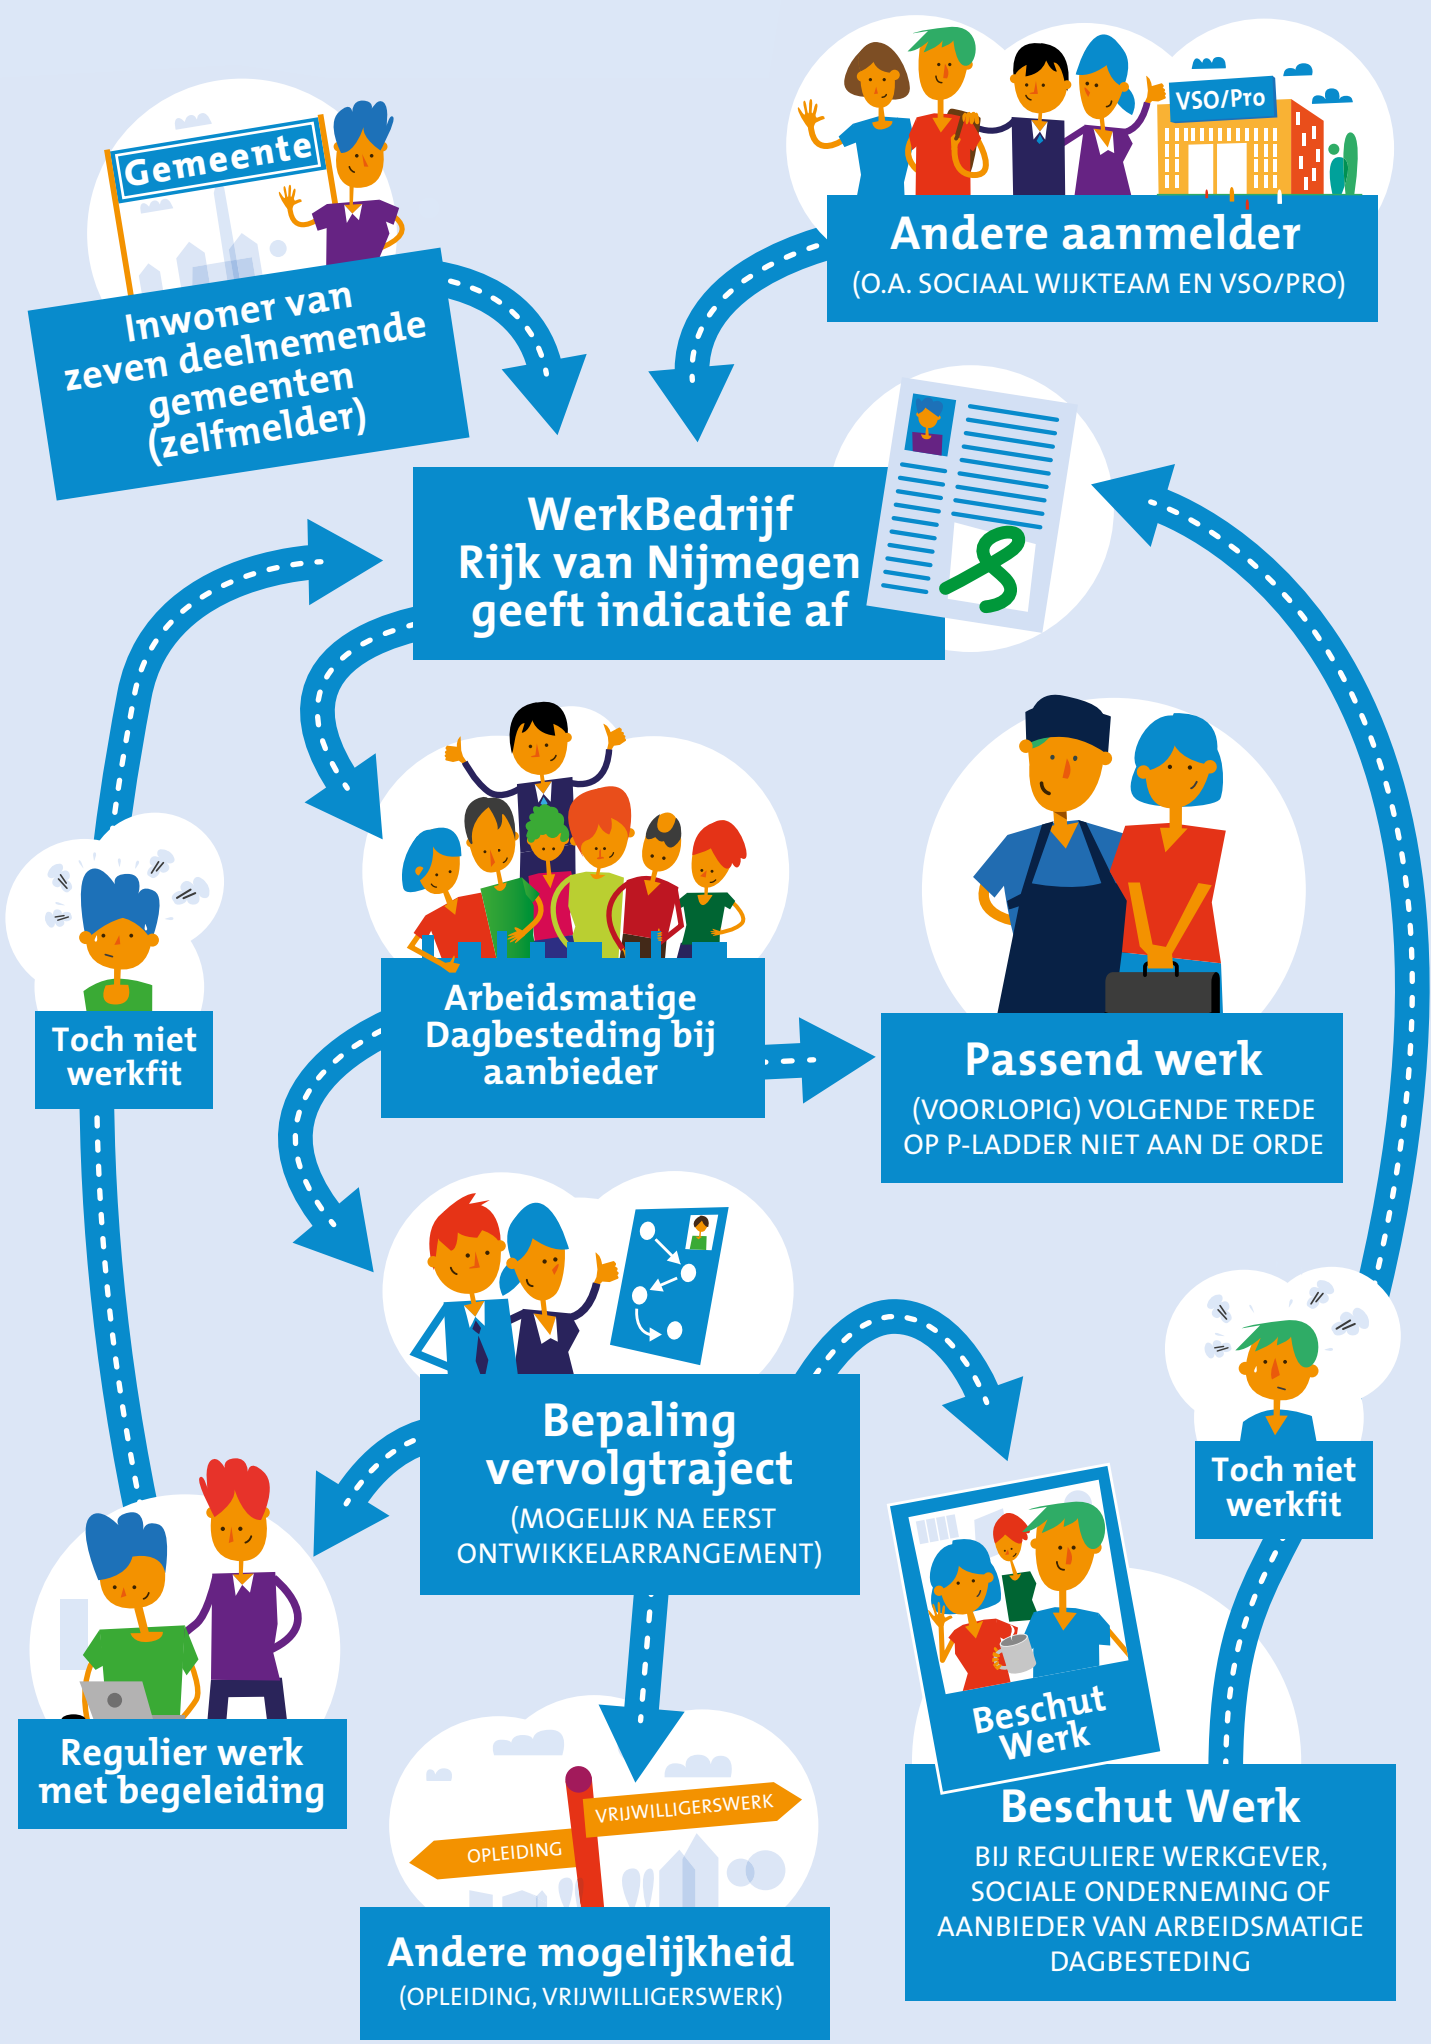 Gemeente
Inwoner van
zeven deelnemende
gemeenten
(zelfmelder)
VSO/Pro
Andere aanmelder
(O.A. SOCIAAL WIJKTEAM EN VSO/PRO)
WerkBedrijf
Rijk van Nijmegen
geeft indicatie af
Toch niet
werkfit
Arbeidsmatige
Dagbesteding bij
aanbieder
Passend werk
(VOORLOPIG) VOLGENDE TREDE
OP P-LADDER NIET AAN DE ORDE
Bepaling
vervolgtraject
(MOGELIJK NA EERST
ONTWIKKELARRANGEMENT)
Toch niet
werkfit
Regulier werk
met begeleiding
VRIJWILLIGERSWERK
OPLEIDING
Andere mogelijkheid
(OPLEIDING, VRIJWILLIGERSWERK)
Beschut
Werk
Beschut Werk
BIJ REGULIERE WERKGEVER,
SOCIALE ONDERNEMING OF
AANBIEDER VAN ARBEIDSMATIGE
DAGBESTEDING